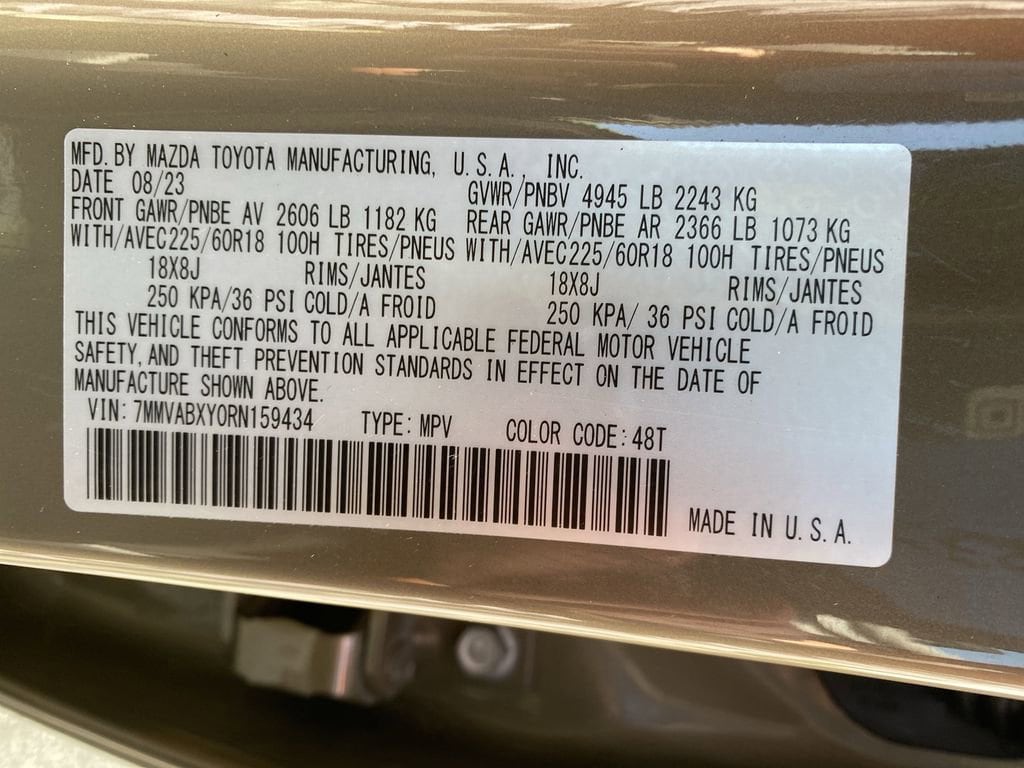 MFD. BY MAZDA TOYOTA MANUFACTURING, U.S.A., INC.
DATE 08/23 GVWR/PNBV 4945 LB 2243 KG
FRONT GAWR/PNBE AV 2606 LB 1182 KG REAR GAWR/PNBE AR 2366 LB 1073 KG
WITH/AVEC225/60R18 100H TIRES/PNEUS WITH/AVEC225/60R18 100H TIRES/PNEUS
18X8J RIMS/JANTES 18X8J RIMS/JANTES
250 KPA/36 PSI COLD/A FROID 250 KPA/ 36 PSI COLD/A FROID
THIS VEHICLE CONFORMS TO ALL APPLICABLE FEDERAL MOTOR VEHICLE
SAFETY, AND THEFT PREVENTION STANDARDS IN EFFECT ON THE DATE OF
MANUFACTURE SHOWN ABOVE.
VIN: 7MMVABXY0RN159434 TYPE: MPV COLOR CODE: 48T
MADE IN U.S.A.